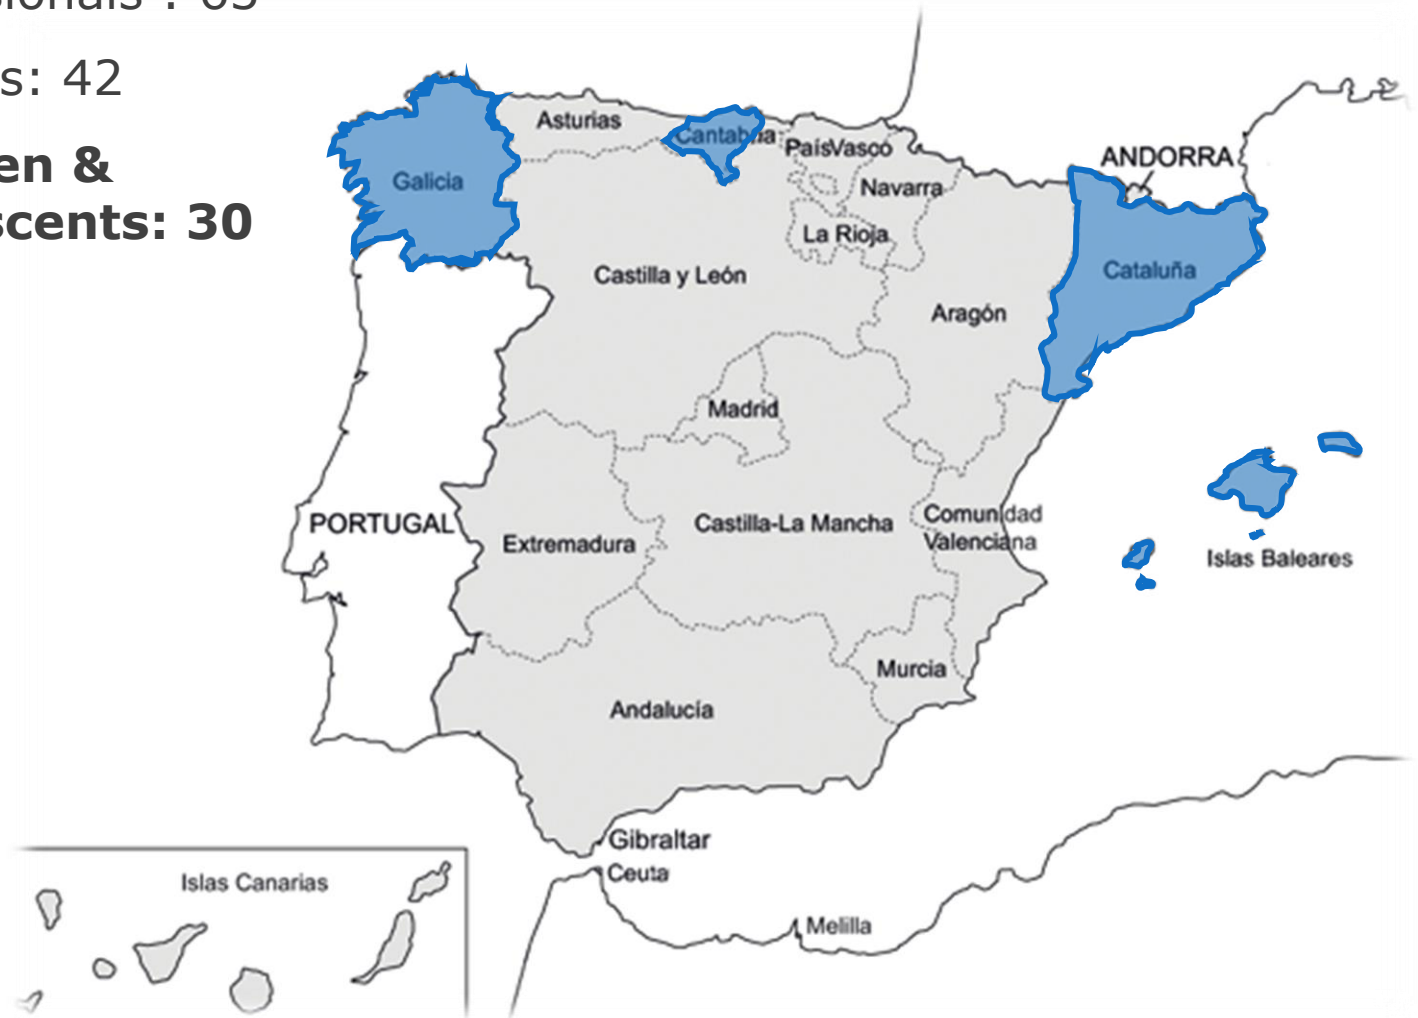 s: 42
en &
scents: 30
Asturias
Cantabria
PaísVasco
ANDORRA
Galicia
Navarra
La Rioja
Castilla y León
Cataluña
Aragón
Madrid
PORTUGAL
Castilla-La Mancha
Comunidad
Valenciana
Extremadura
Islas Baleares
Murcia
Andalucía
Gibraltar
Ceuta
Islas Canarias
Melilla